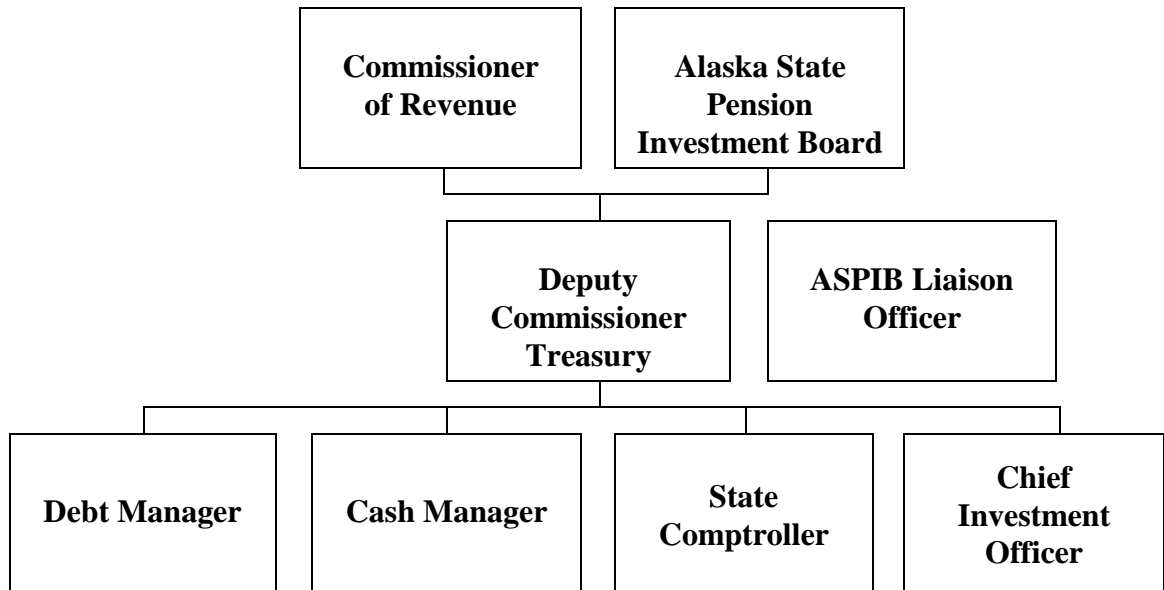 Commissioner
of Revenue
Alaska State
Pension
Investment Board
Deputy
Commissioner
Treasury
ASPIB Liaison
Officer
Debt Manager
Cash Manager
State
Comptroller
Chief
Investment
Officer